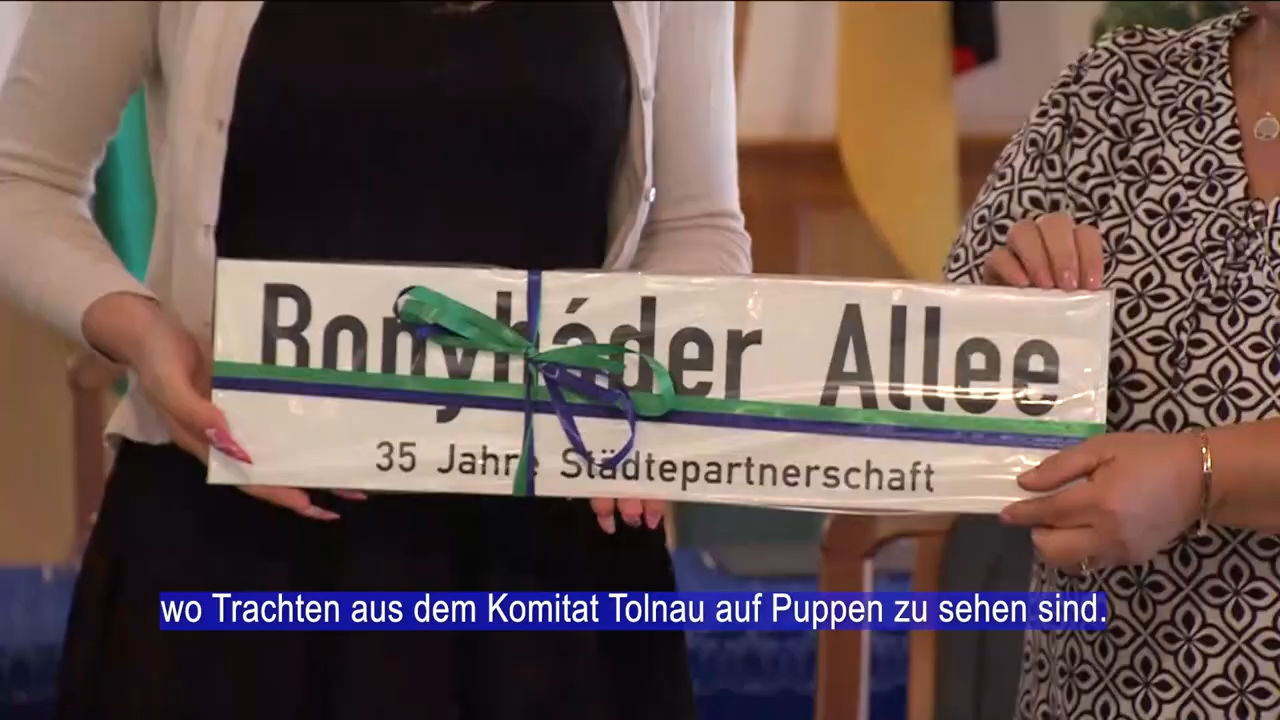 Bonyháder Allee
35 Jahre Städtepartnerschaft
wo Trachten aus dem Komitat Tolnau auf Puppen zu sehen sind.